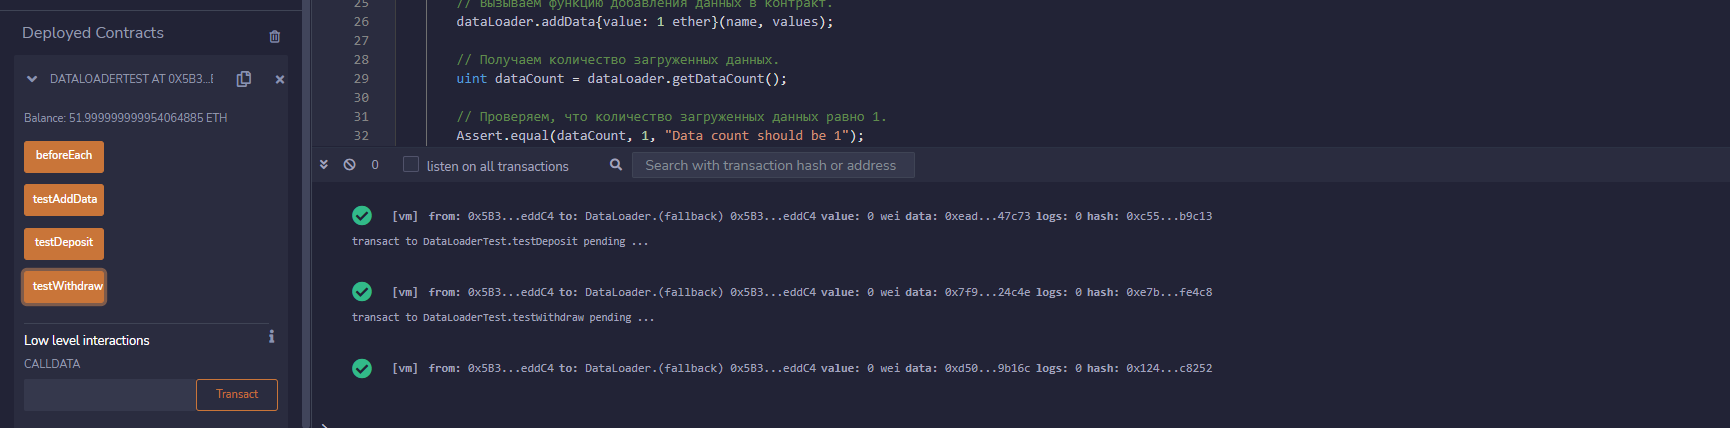 Deployed Contracts
DATALOADERTEST AT 0X5B3...E
Balance: 51.999999999954064885 ETH
beforeEach
testAddData
testDeposit
testWithdraw
Low level interactions
CALLDATA
Transact
25 // Вызываем функцию добавления данных в контракт.
26 dataLoader.addData{value: 1 ether}(name, values);
27
28 // Получаем количество загруженных данных.
29 uint dataCount = dataLoader.getDataCount();
30
31 // Проверяем, что количество загруженных данных равно 1.
32 Assert.equal(dataCount, 1, "Data count should be 1");
0 listen on all transactions Search with transaction hash or address
[vm] from: 0x5B3...eddC4 to: DataLoader.(fallback) 0x5B3...eddC4 value: 0 wei data: 0xead...47c73 logs: 0 hash: 0xc55...b9c13
transact to DataLoaderTest.testDeposit pending ...
[vm] from: 0x5B3...eddC4 to: DataLoader.(fallback) 0x5B3...eddC4 value: 0 wei data: 0x7f9...24c4e logs: 0 hash: 0xe7b...fe4c8
transact to DataLoaderTest.testWithdraw pending ...
[vm] from: 0x5B3...eddC4 to: DataLoader.(fallback) 0x5B3...eddC4 value: 0 wei data: 0xd50...9b16c logs: 0 hash: 0x124...c8252